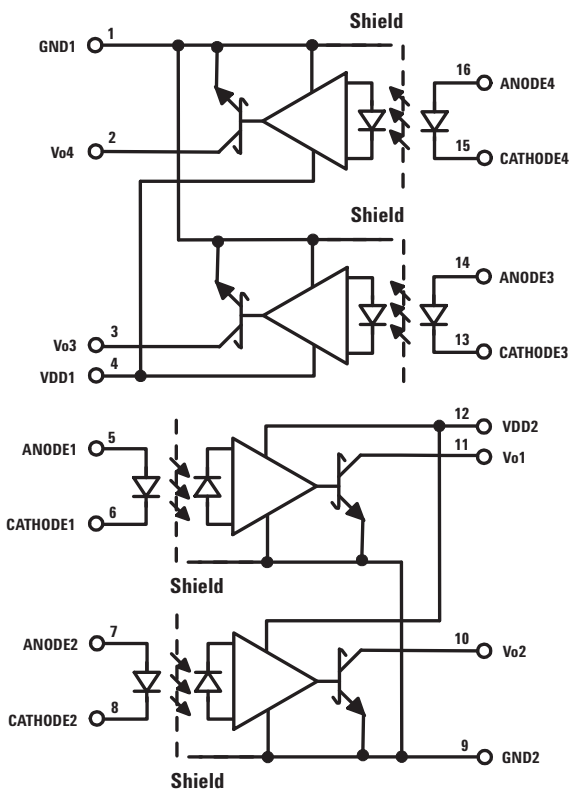 Shield
GND1 1
16 ANODE4
2
Vo4
15 CATHODE4
Shield
14 ANODE3
3
Vo3
13 CATHODE3
4
VDD1
12 VDD2
ANODE1 5
11 Vo1
CATHODE1 6
Shield
ANODE2 7
10 Vo2
CATHODE2 8
9 GND2
Shield